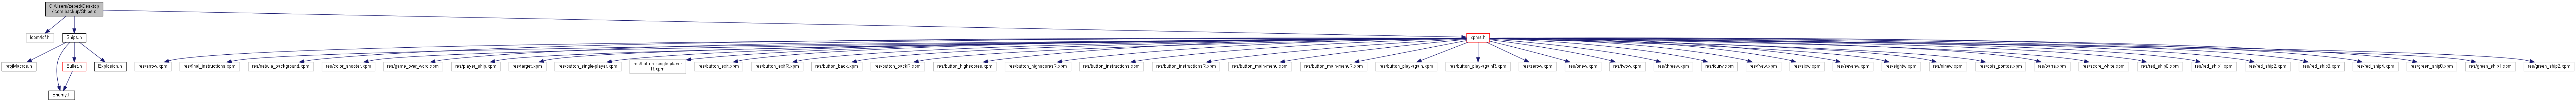 C:/Users/zaped/Desktop
/lcom-backup/Ships.c
lcom/lcf.h
Ships.h
xpms.h
projMacros.h
Bullet.h
Explosion.h
res/arrow.xpm
res/final_instructions.xpm
res/nebula_background.xpm
res/color_shooter.xpm
res/game_over_word.xpm
res/player_ship.xpm
res/target.xpm
res/button_single-player.xpm
res/button_single-player
R.xpm
res/button_exit.xpm
res/button_exitR.xpm
res/button_back.xpm
res/button_backR.xpm
res/button_highscores.xpm
res/button_highscoresR.xpm
res/button_instructions.xpm
res/button_instructionsR.xpm
res/button_main-menu.xpm
res/button_main-menuR.xpm
res/button_play-again.xpm
res/button_play-againR.xpm
res/zerow.xpm
res/onew.xpm
res/twow.xpm
res/threew.xpm
res/fourw.xpm
res/fivew.xpm
res/sixw.xpm
res/sevenw.xpm
res/eightw.xpm
res/ninew.xpm
res/dois_pontos.xpm
res/barra.xpm
res/score_white.xpm
res/red_ship0.xpm
res/red_ship1.xpm
res/red_ship2.xpm
res/red_ship3.xpm
res/red_ship4.xpm
res/green_ship0.xpm
res/green_ship1.xpm
res/green_ship2.xpm
Enemy.h